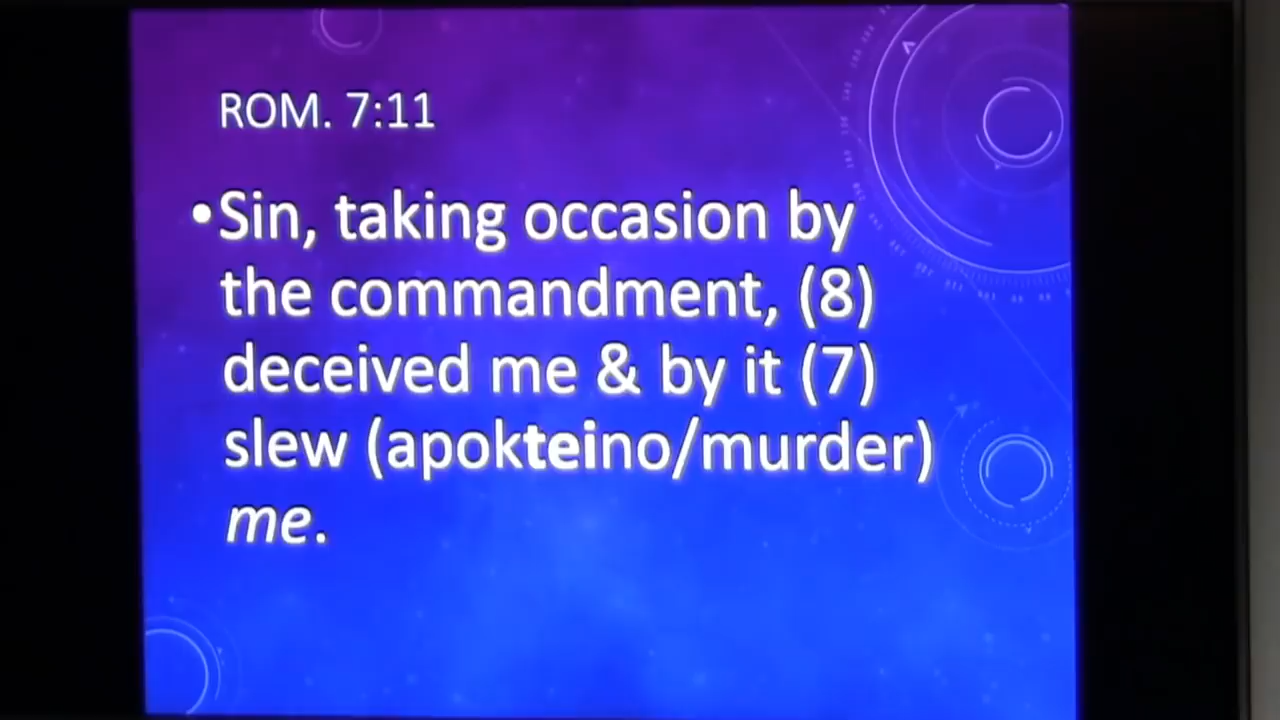 ROM. 7:11
•Sin, taking occasion by
the commandment, (8)
deceived me & by it (7)
slew (apokteino/murder)
me.